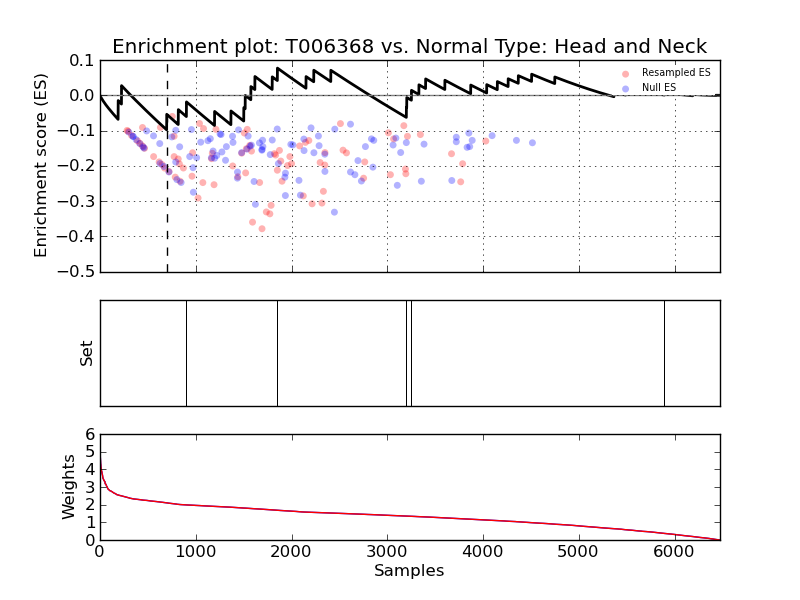 Enrichment plot: T006368 vs. Normal Type: Head and Neck
Enrichment score (ES)
0.1
0.0
−0.1
−0.2
−0.3
−0.4
−0.5
Resampled ES
Null ES
Set
Weights
6
5
4
3
2
1
0
0 1000 2000 3000 4000 5000 6000
Samples